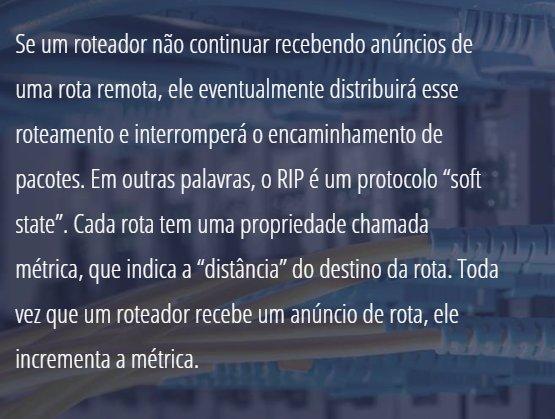 Se um roteador não continuar recebendo anúncios de
uma rota remota, ele eventualmente distribuirá esse
roteamento e interromperá o encaminhamento de
pacotes. Em outras palavras, o RIP é um protocolo “soft
state”. Cada rota tem uma propriedade chamada
métrica, que indica a “distância” do destino da rota. Toda
vez que um roteador recebe um anúncio de rota, ele
incrementa a métrica.